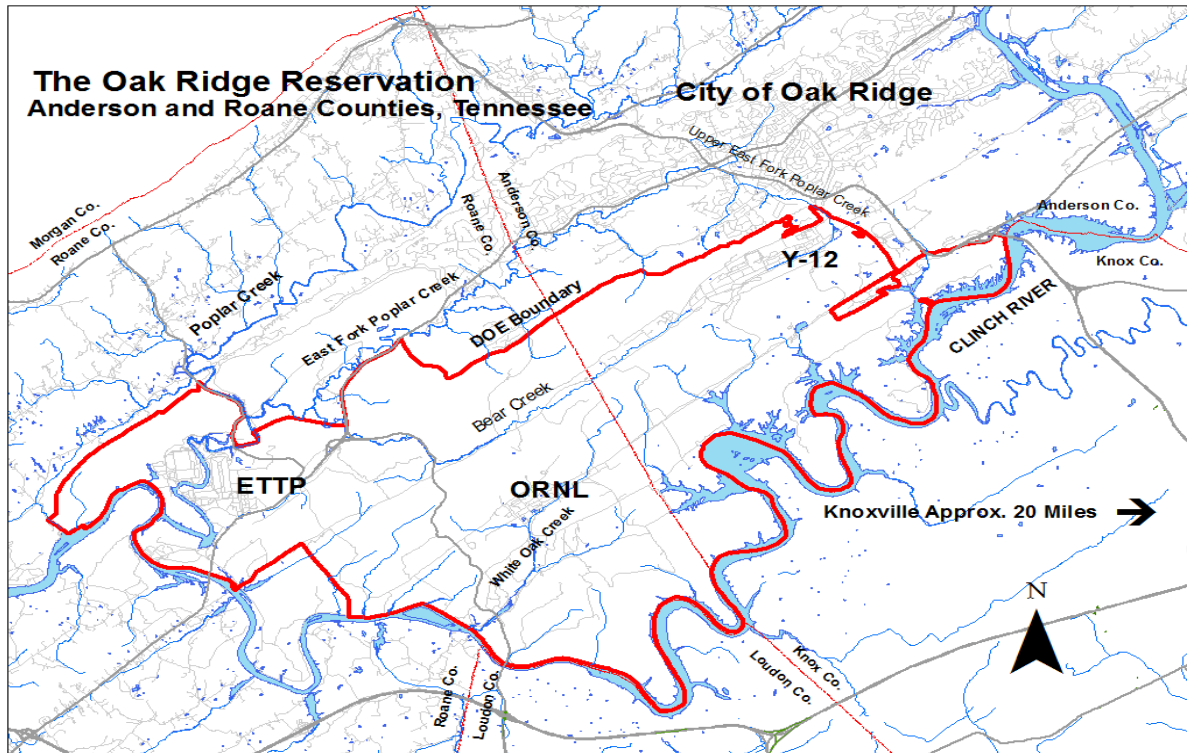 The Oak Ridge Reservation
Anderson and Roane Counties, Tennessee
City of Oak Ridge
Upper East Fork Poplar Creek
Morgan Co.
Roane Co.
Anderson Co.
Roane Co.
Anderson Co.
Knox Co.
Y-12
Poplar Creek
East Fork Poplar Creek
DOE Boundary
CLINCH RIVER
Bear Creek
ETTP
ORNL
White Oak Creek
Knoxville Approx. 20 Miles
N
Roane Co.
Loudon Co.
Knox Co.
Loudon Co.